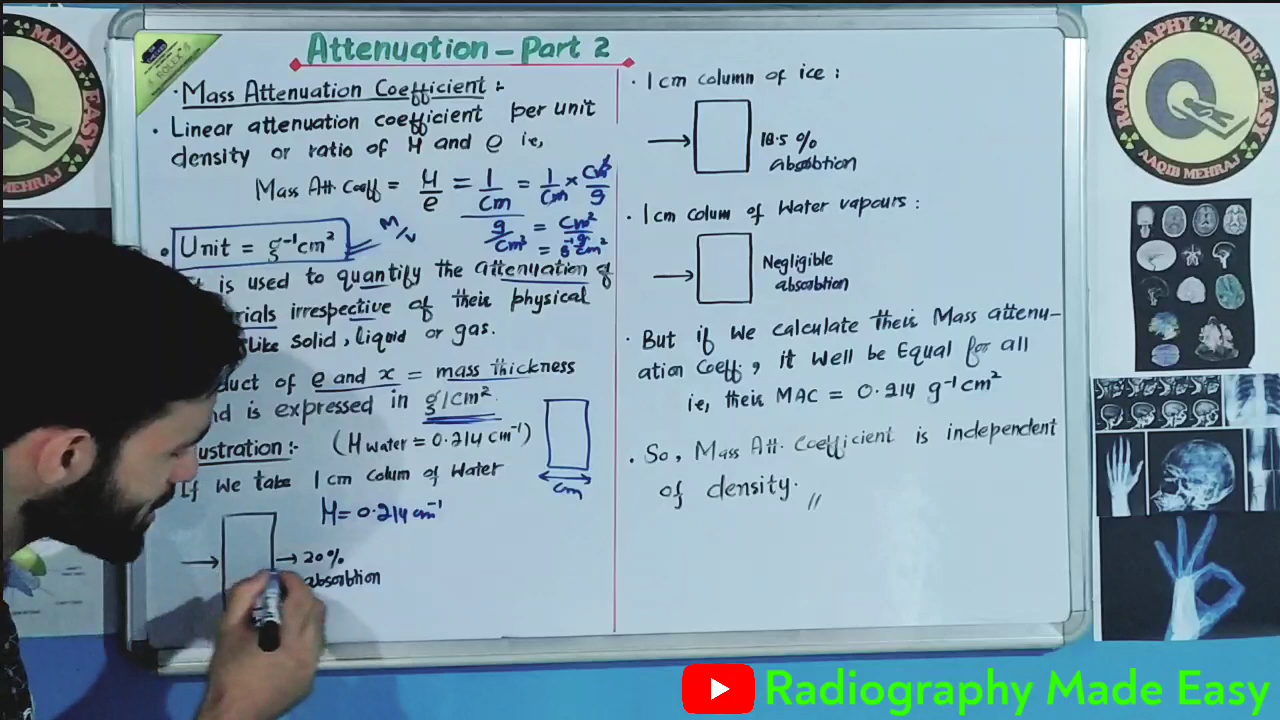 Attenuation - Part 2
· Mass Attenuation Coefficient :-
• Linear attenuation coefficient per unit
density or ratio of μ and ρ ie,
Mass Att. Coeff = μ/ρ = 1/cm = 1/cm × cm³/g
g/cm³ = cm²/g
= g⁻¹cm²
• Unit = g⁻¹cm²
M/V
is used to quantify the attenuation of
irrespective of their physical
like solid, liquid or gas.
of ρ and x = mass thickness
is expressed in g/cm².
(μ water = 0.214 cm⁻¹)
If we take 1 cm colum of water
cm
μ = 0.214 cm⁻¹
20%
absorbtion
· 1 cm column of ice :
18.5 %
absorbtion
· 1 cm colum of Water vapours :
Negligible
absorbtion
· But if we calculate their Mass attenu-
ation Coeff, it well be Equal for all
ie, their MAC = 0.214 g⁻¹cm²
. So, Mass Att. Coefficient is independent
of density.
RADIOGRAPHY MADE EASY
AAQIB MEHRAJ
MADE EASY
MEHRAJ
ROLEX
Radiography Made Easy